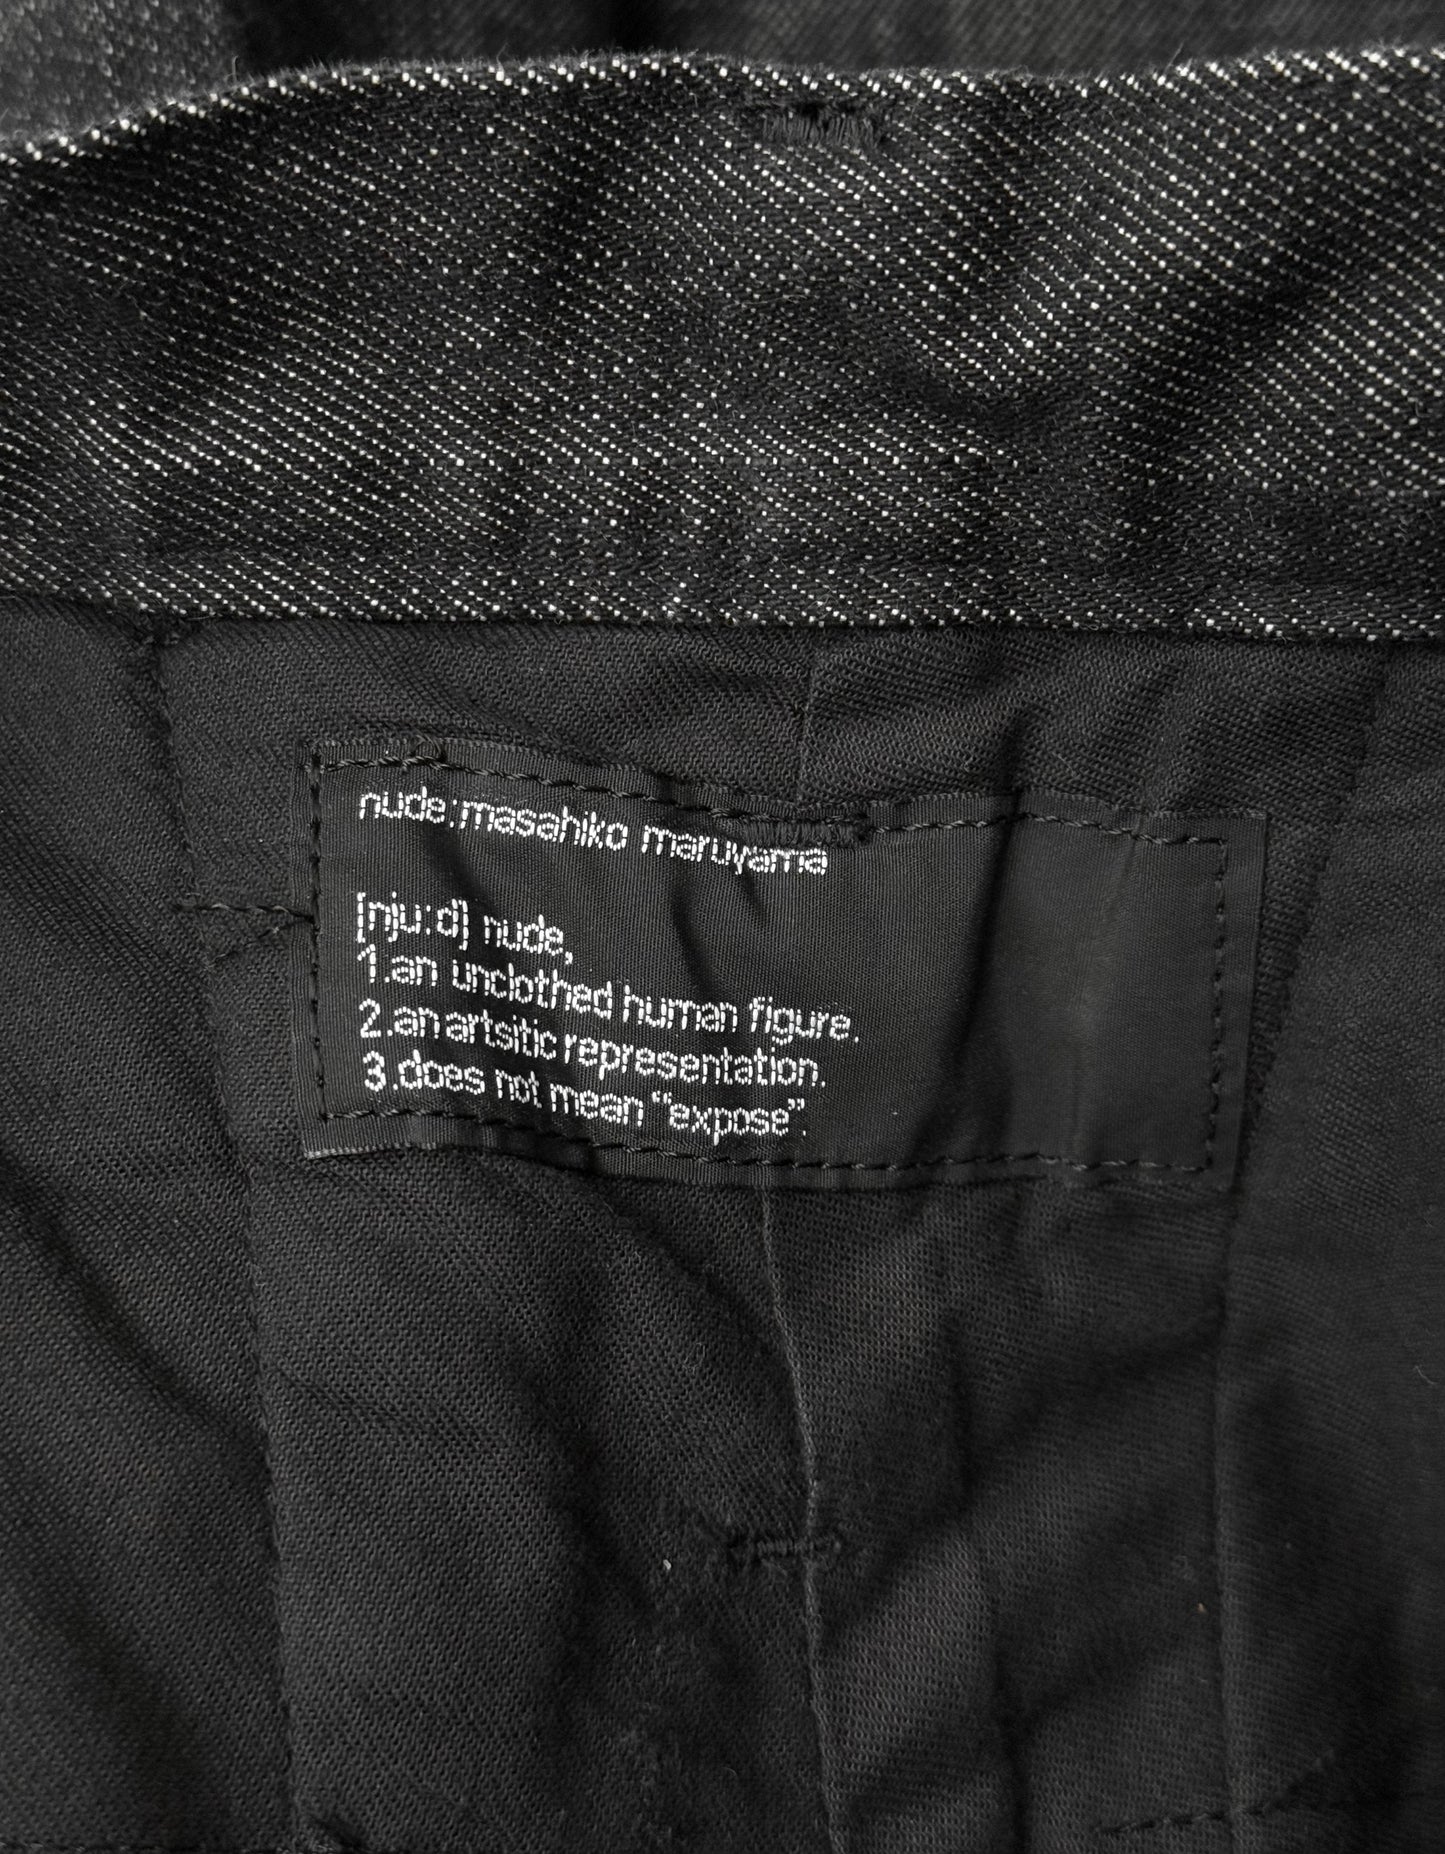 nude:masahiko maruyama
[nju:d] nude,
1.an unclothed human figure.
2.an artsitic representation.
3.does not mean “expose”.